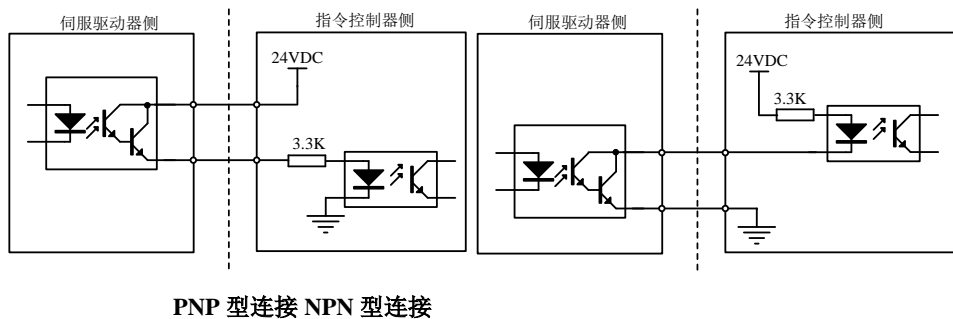 伺服驱动器侧
指令控制器侧
24VDC
3.3K
伺服驱动器侧
指令控制器侧
24VDC
3.3K
PNP 型连接 NPN 型连接